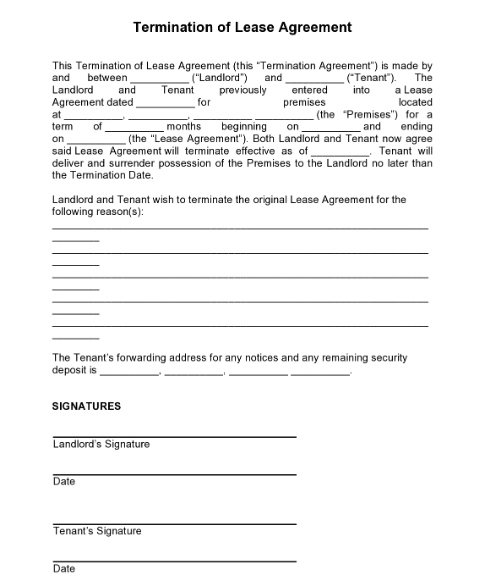 Termination of Lease Agreement
This Termination of Lease Agreement (this “Termination Agreement”) is made by
and between __________ (“Landlord”) and __________ (“Tenant”). The
Landlord and Tenant previously entered into a Lease
Agreement dated __________ for premises located
at __________, __________, __________ __________ (the “Premises”) for a
term of __________ months beginning on __________ and ending
on __________ (the “Lease Agreement”). Both Landlord and Tenant now agree
said Lease Agreement will terminate effective as of __________. Tenant will
deliver and surrender possession of the Premises to the Landlord no later than
the Termination Date.
Landlord and Tenant wish to terminate the original Lease Agreement for the
following reason(s):
The Tenant’s forwarding address for any notices and any remaining security
deposit is __________, __________, __________ __________.
SIGNATURES
Landlord’s Signature
Date
Tenant’s Signature
Date